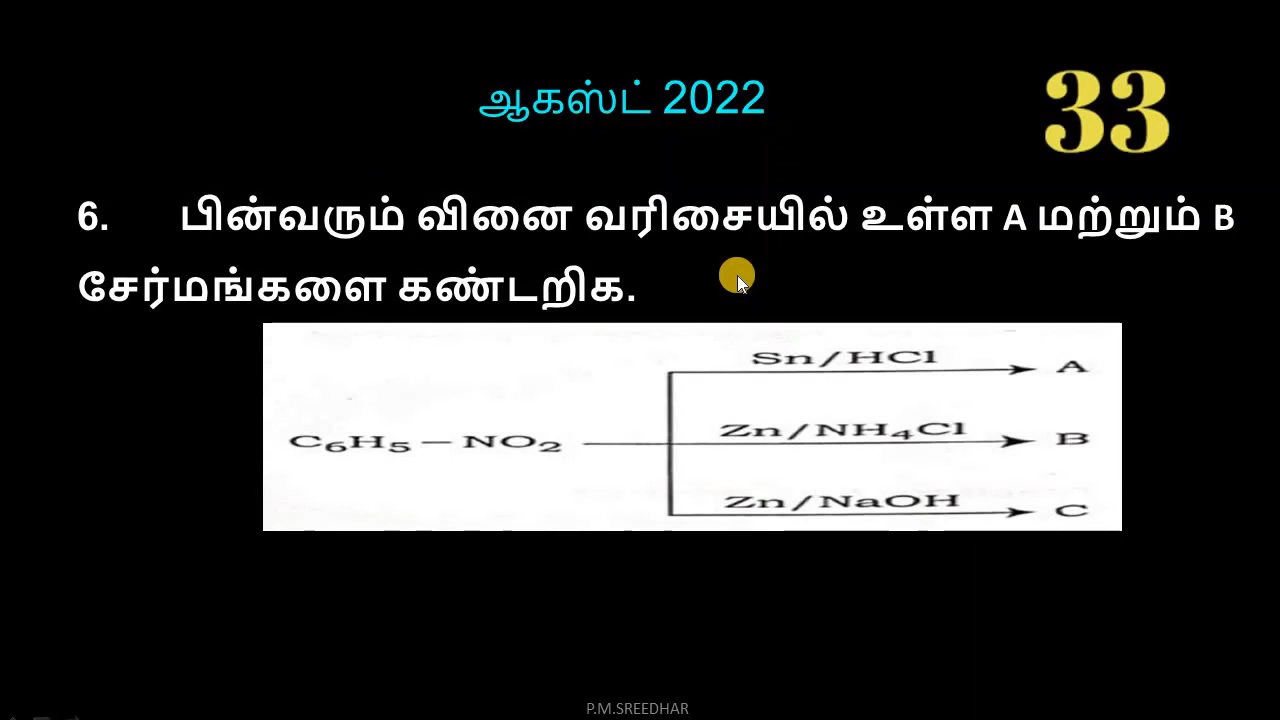 ஆகஸ்ட் 2022
33
6. பின்வரும் வினை வரிசையில் உள்ள A மற்றும் B
சேர்மங்களை கண்டறிக.
Sn/HCl
A
C₆H₅ – NO₂
Zn/NH₄Cl
B
Zn/NaOH
C
P.M.SREEDHAR